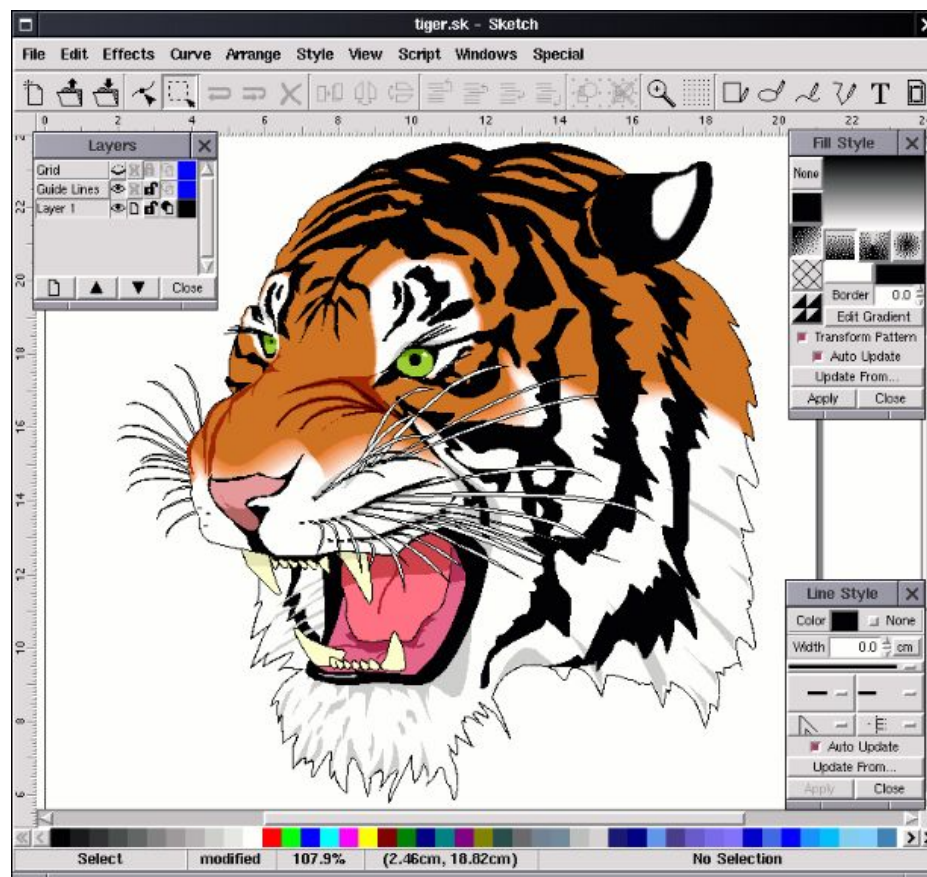 tiger.sk - Sketch
File Edit Effects Curve Arrange Style View Script Windows Special
T
0 2 4 6 8 10 12 14 16 18 20 22 24
Layers
Grid
Guide Lines
Layer 1
Close
Fill Style
None
Border 0.0
Edit Gradient
Transform Pattern
Auto Update
Update From...
Apply Close
22
20
18
16
14
12
10
8
6
Line Style
Color None
Width 0.0 cm
Auto Update
Update From...
Apply Close
Select modified 107.9% (2.46cm, 18.82cm) No Selection